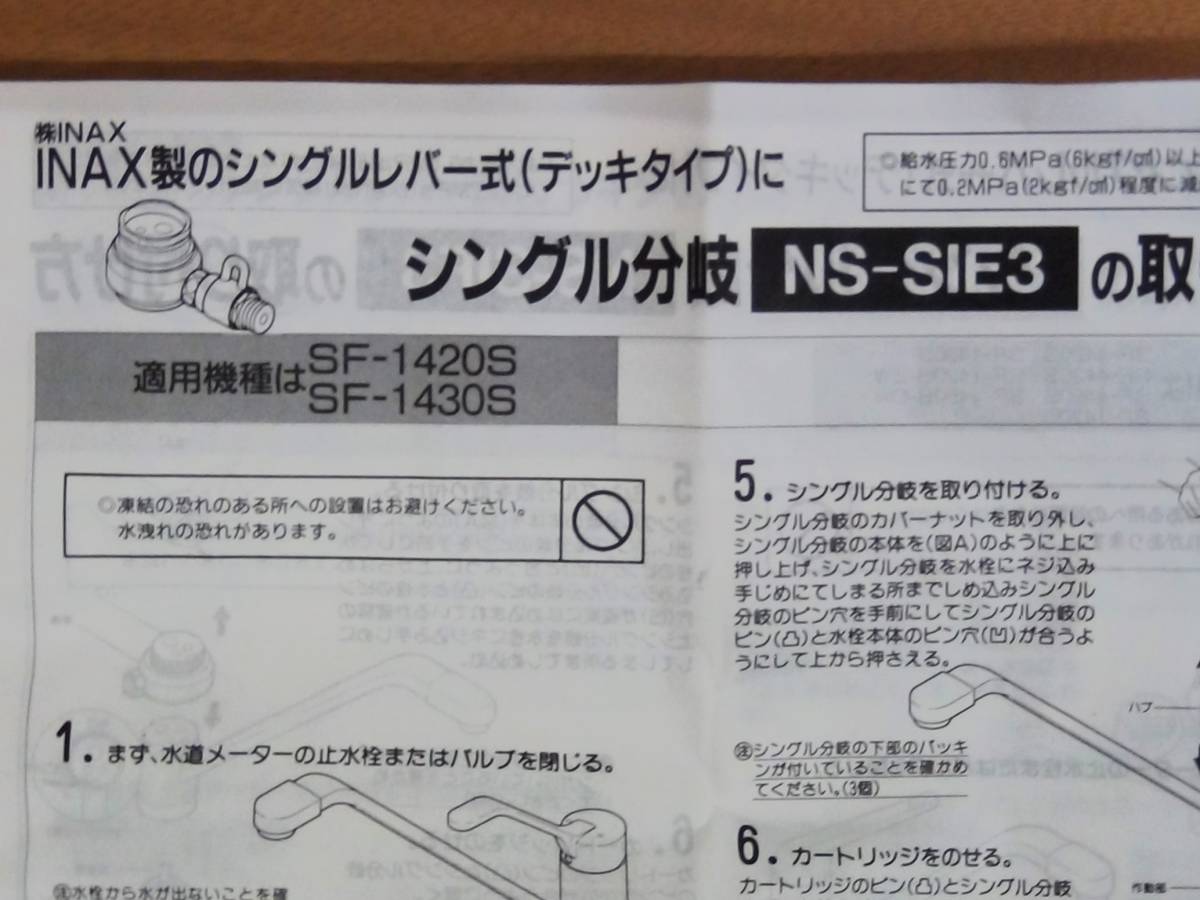 ㈱INAX
INAX製のシングルレバー式(デッキタイプ)に
◎給水圧力0.6MPa(6kgf/㎠)以上
にて0.2MPa(2kgf/㎠)程度に減
シングル分岐 NS-SIE3 の取
適用機種は SF-1420S
SF-1430S
◎凍結の恐れのある所への設置はお避けください。
水洩れの恐れがあります。
1. まず、水道メーターの止水栓またはバルブを閉じる。
㊟水栓から水が出ないことを確
5. シングル分岐を取り付ける。
シングル分岐のカバーナットを取り外し、
シングル分岐の本体を(図A)のように上に
押し上げ、シングル分岐を水栓にネジ込み
手じめにてしまる所までしめ込みシングル
分岐のピン穴を手前にしてシングル分岐の
ピン(凸)と水栓本体のピン穴(凹)が合うよ
うにして上から押さえる。
㊟シングル分岐の下部のパッキ
ンが付いていることを確かめ
てください。(3個)
パブ
6. カートリッジをのせる。
カートリッジのピン(凸)とシングル分岐
作動部